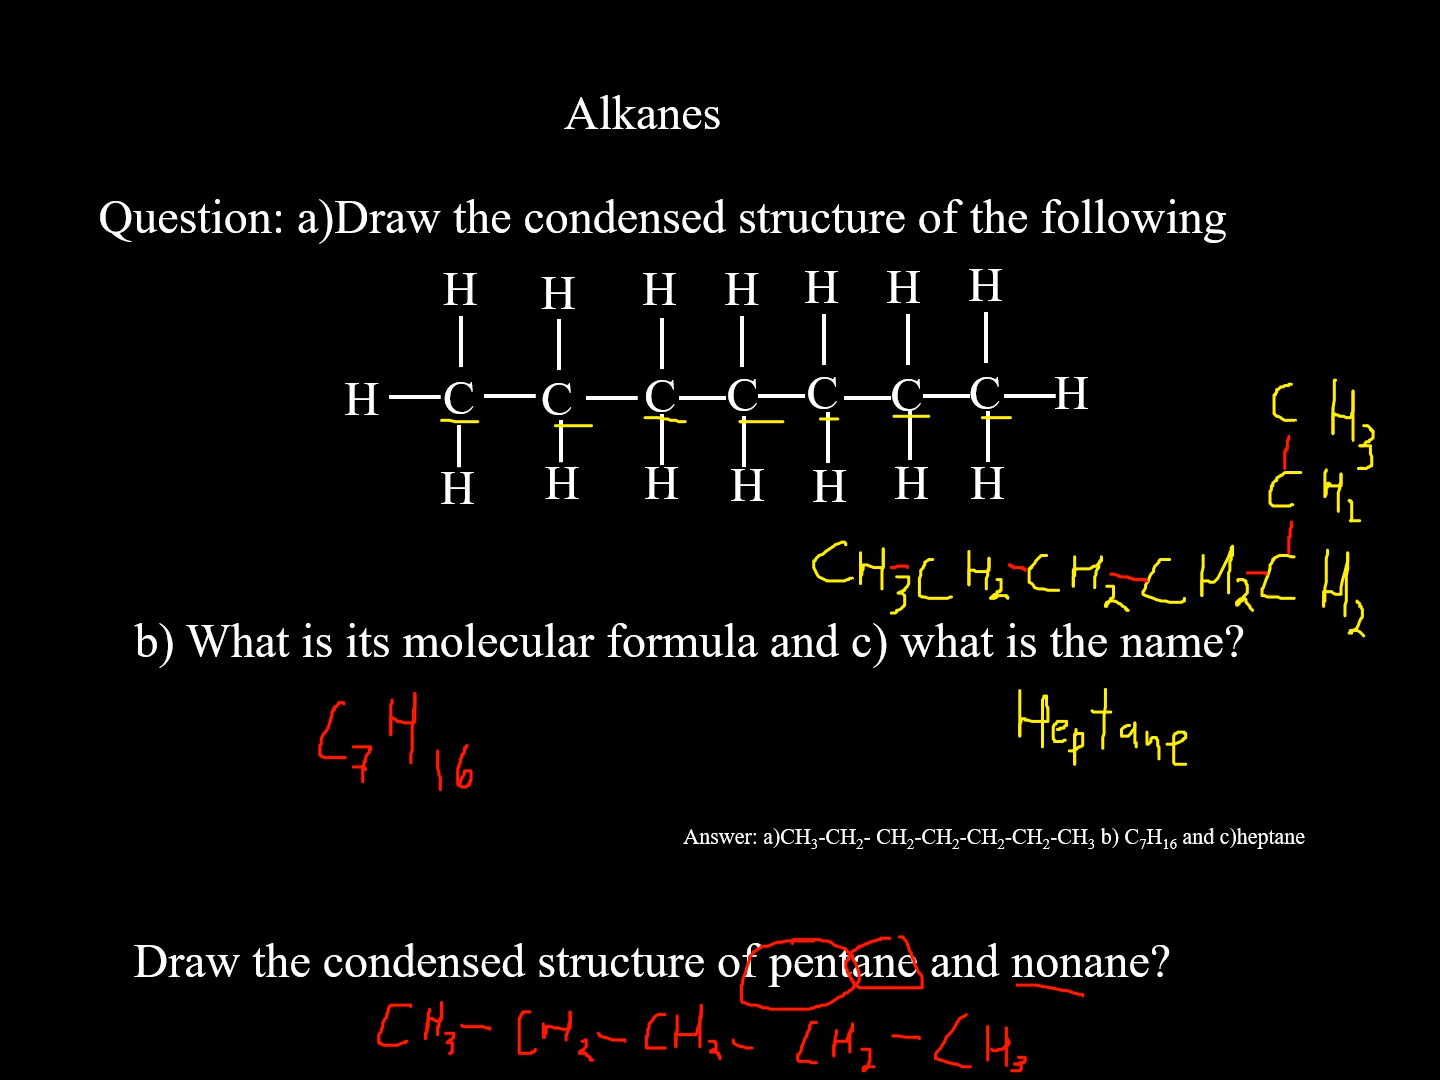 Alkanes
Question: a)Draw the condensed structure of the following
H H H H H H H
H C C C C C C C H
H H H H H H H
C H3
C H2
CH3 CH2-CH2-CH2-CH2
b) What is its molecular formula and c) what is the name?
C7H16
Heptane
Answer: a)CH3-CH2- CH2-CH2-CH2-CH2-CH3 b) C7H16 and c)heptane
Draw the condensed structure of pentane and nonane?
CH3-CH2-CH2-CH2-CH3